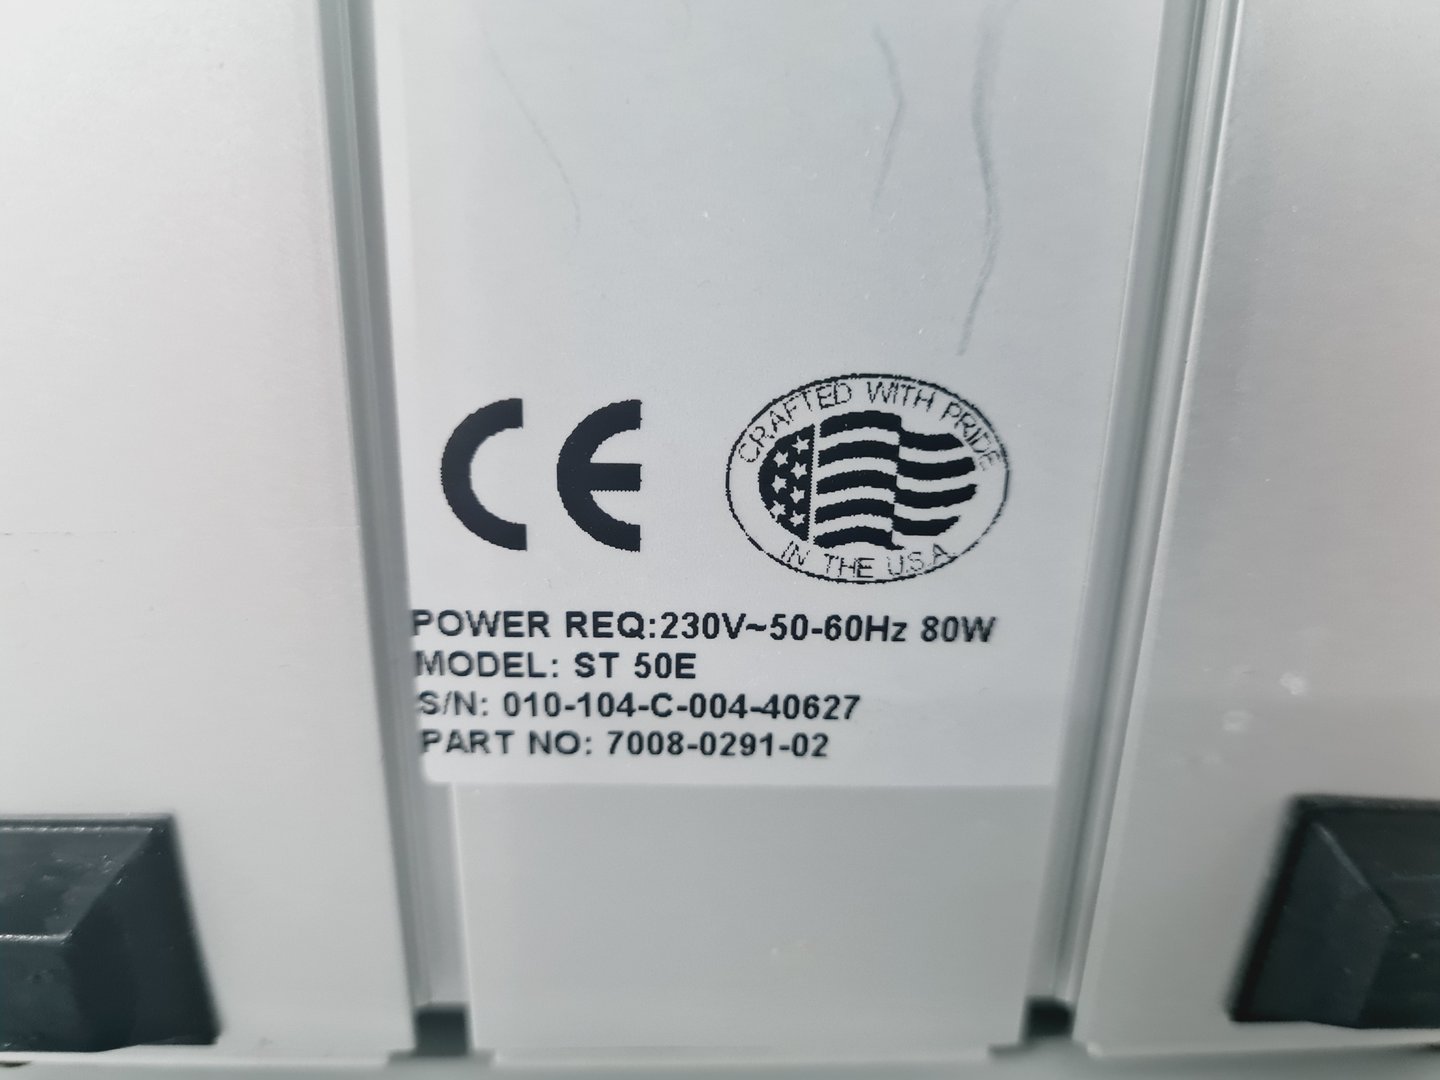 CE
CRAFTED WITH PRIDE
IN THE U.S.A.
POWER REQ:230V~50-60Hz 80W
MODEL: ST 50E
S/N: 010-104-C-004-40627
PART NO: 7008-0291-02